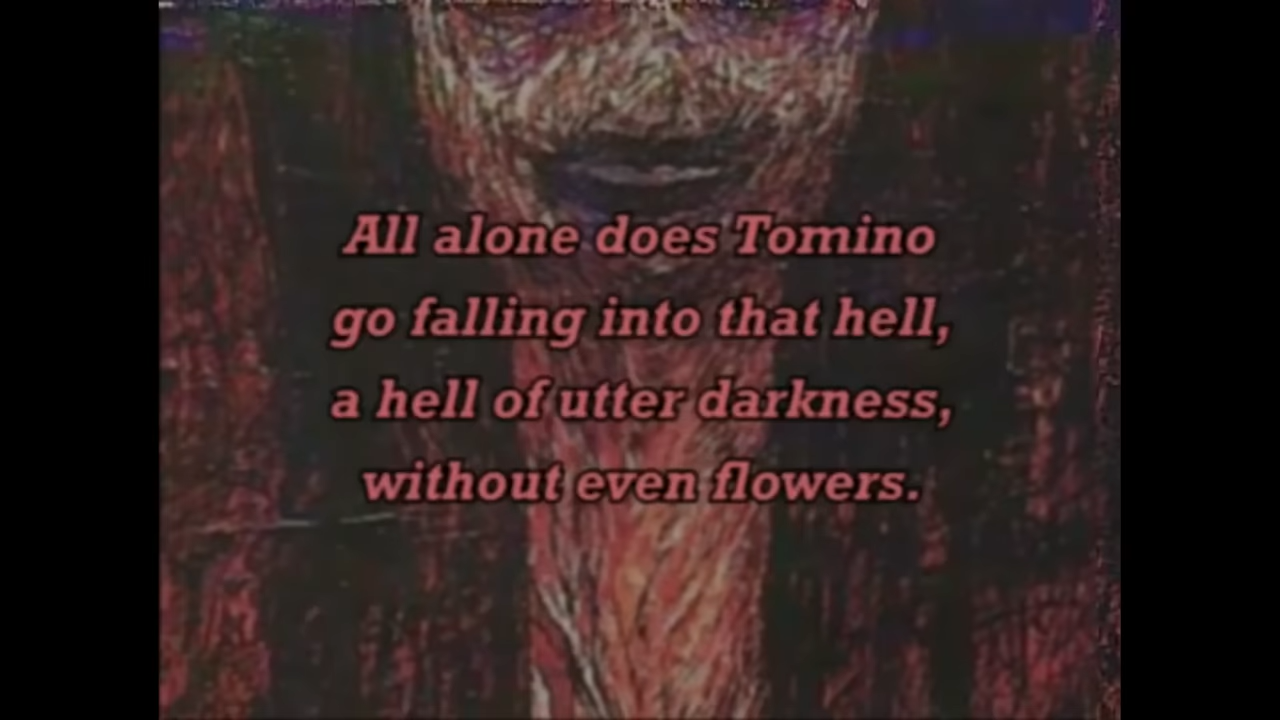 All alone does Tomino
go falling into that hell,
a hell of utter darkness,
without even flowers.